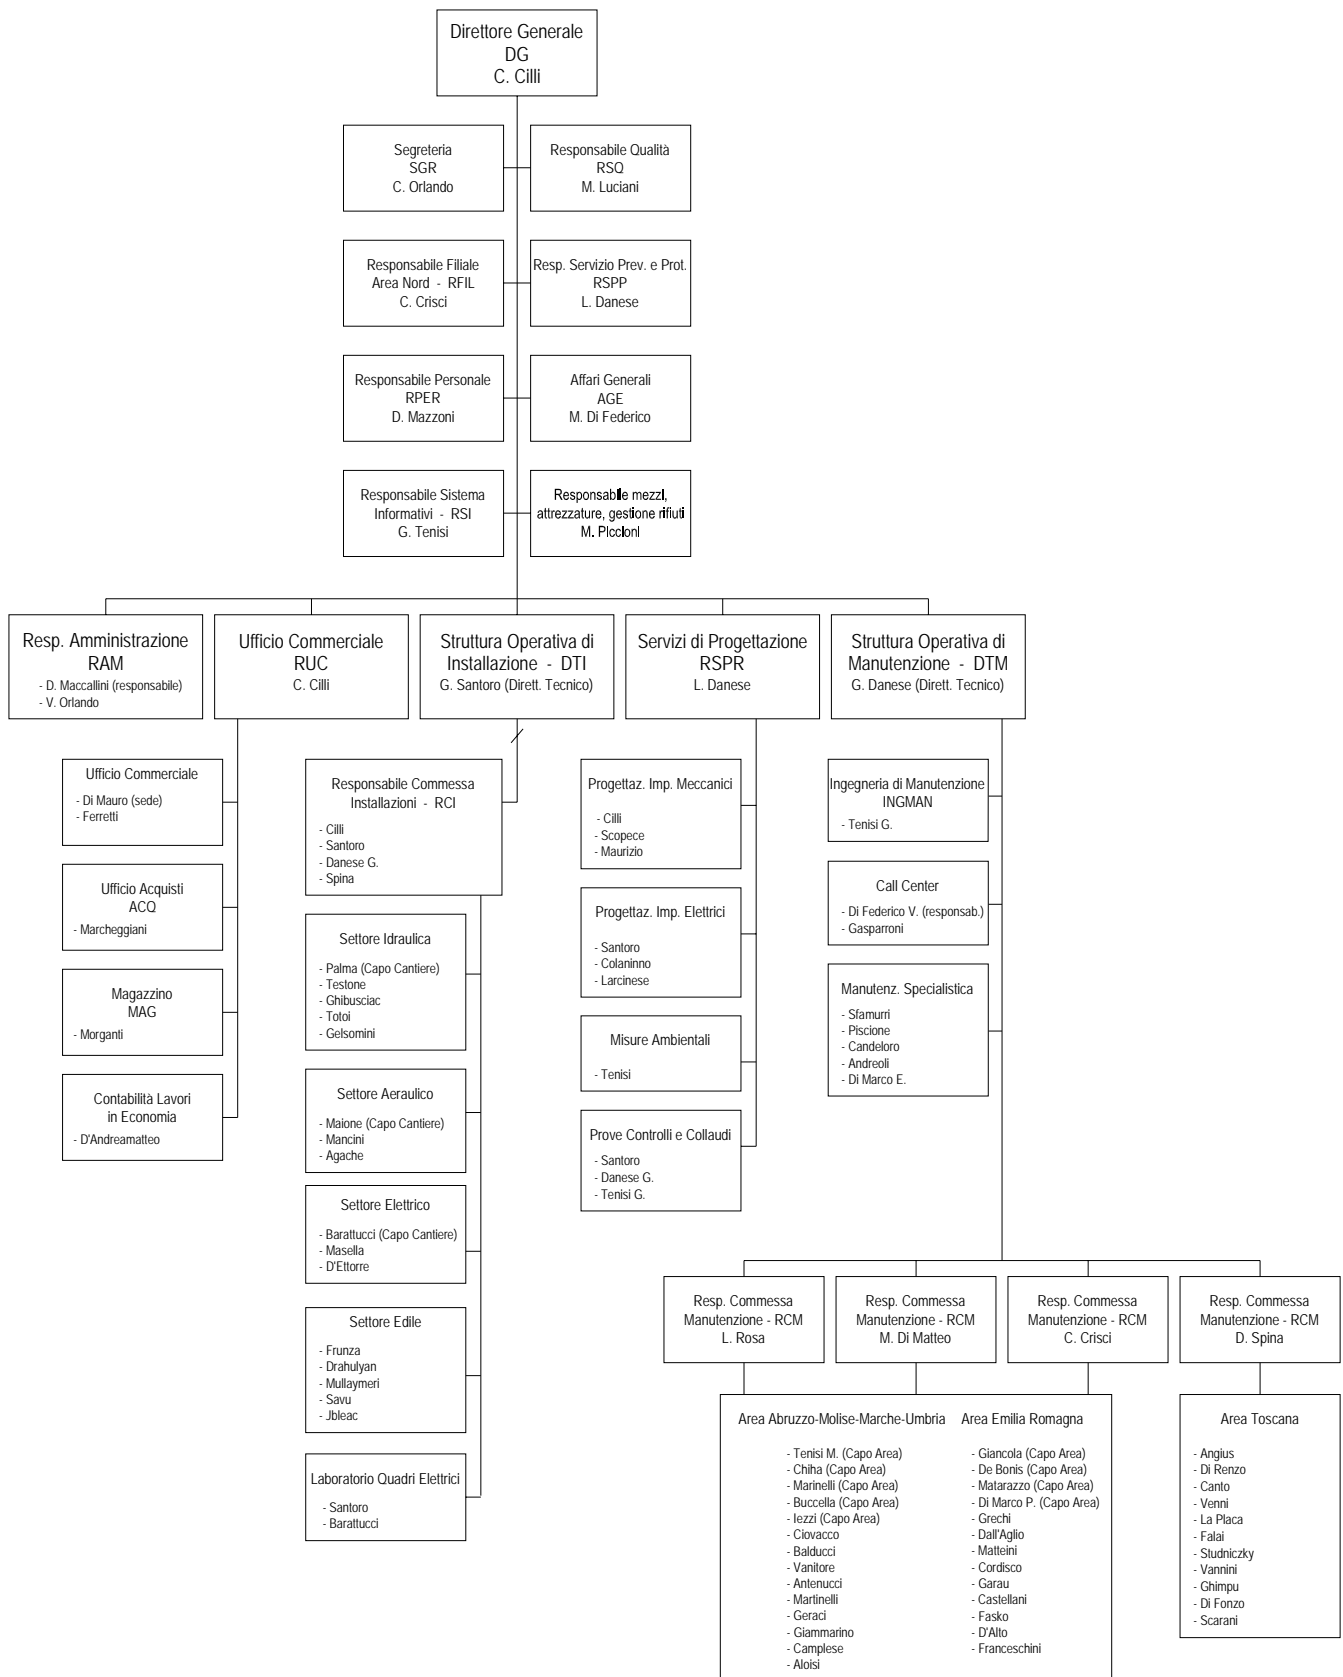 Direttore Generale
DG
C. Cilli
Segreteria
SGR
C. Orlando
Responsabile Qualità
RSQ
M. Luciani
Responsabile Filiale
Area Nord - RFIL
C. Crisci
Resp. Servizio Prev. e Prot.
RSPP
L. Danese
Responsabile Personale
RPER
D. Mazzoni
Affari Generali
AGE
M. Di Federico
Responsabile Sistema
Informativi - RSI
G. Tenisi
Responsabile mezzi,
attrezzature, gestione rifiuti
M. Piccioni
Resp. Amministrazione
RAM
- D. Maccallini (responsabile)
- V. Orlando
Ufficio Commerciale
RUC
C. Cilli
Struttura Operativa di
Installazione - DTI
G. Santoro (Dirett. Tecnico)
Servizi di Progettazione
RSPR
L. Danese
Struttura Operativa di
Manutenzione - DTM
G. Danese (Dirett. Tecnico)
Ufficio Commerciale
- Di Mauro (sede)
- Ferretti
Ufficio Acquisti
ACQ
- Marcheggiani
Magazzino
MAG
- Morganti
Contabilità Lavori
in Economia
- D'Andreamatteo
Responsabile Commessa
Installazioni - RCI
- Cilli
- Santoro
- Danese G.
- Spina
Settore Idraulica
- Palma (Capo Cantiere)
- Testone
- Ghibusciac
- Totoi
- Gelsomini
Settore Aeraulico
- Maione (Capo Cantiere)
- Mancini
- Agache
Settore Elettrico
- Barattucci (Capo Cantiere)
- Masella
- D'Ettorre
Settore Edile
- Frunza
- Drahulyan
- Mullaymeri
- Savu
- Jbleac
Laboratorio Quadri Elettrici
- Santoro
- Barattucci
Progettaz. Imp. Meccanici
- Cilli
- Scopece
- Maurizio
Progettaz. Imp. Elettrici
- Santoro
- Colaninno
- Larcinese
Misure Ambientali
- Tenisi
Prove Controlli e Collaudi
- Santoro
- Danese G.
- Tenisi G.
Ingegneria di Manutenzione
INGMAN
- Tenisi G.
Call Center
- Di Federico V. (responsab.)
- Gasparroni
Manutenz. Specialistica
- Sfamurri
- Piscione
- Candeloro
- Andreoli
- Di Marco E.
Resp. Commessa
Manutenzione - RCM
L. Rosa
Resp. Commessa
Manutenzione - RCM
M. Di Matteo
Resp. Commessa
Manutenzione - RCM
C. Crisci
Resp. Commessa
Manutenzione - RCM
D. Spina
Area Abruzzo-Molise-Marche-Umbria
- Tenisi M. (Capo Area)
- Chiha (Capo Area)
- Marinelli (Capo Area)
- Buccella (Capo Area)
- Iezzi (Capo Area)
- Ciovacco
- Balducci
- Vanitore
- Antenucci
- Martinelli
- Geraci
- Giammarino
- Camplese
- Aloisi
Area Emilia Romagna
- Giancola (Capo Area)
- De Bonis (Capo Area)
- Matarazzo (Capo Area)
- Di Marco P. (Capo Area)
- Grechi
- Dall'Aglio
- Matteini
- Cordisco
- Garau
- Castellani
- Fasko
- D'Alto
- Franceschini
Area Toscana
- Angius
- Di Renzo
- Canto
- Venni
- La Placa
- Falai
- Studniczky
- Vannini
- Ghimpu
- Di Fonzo
- Scarani